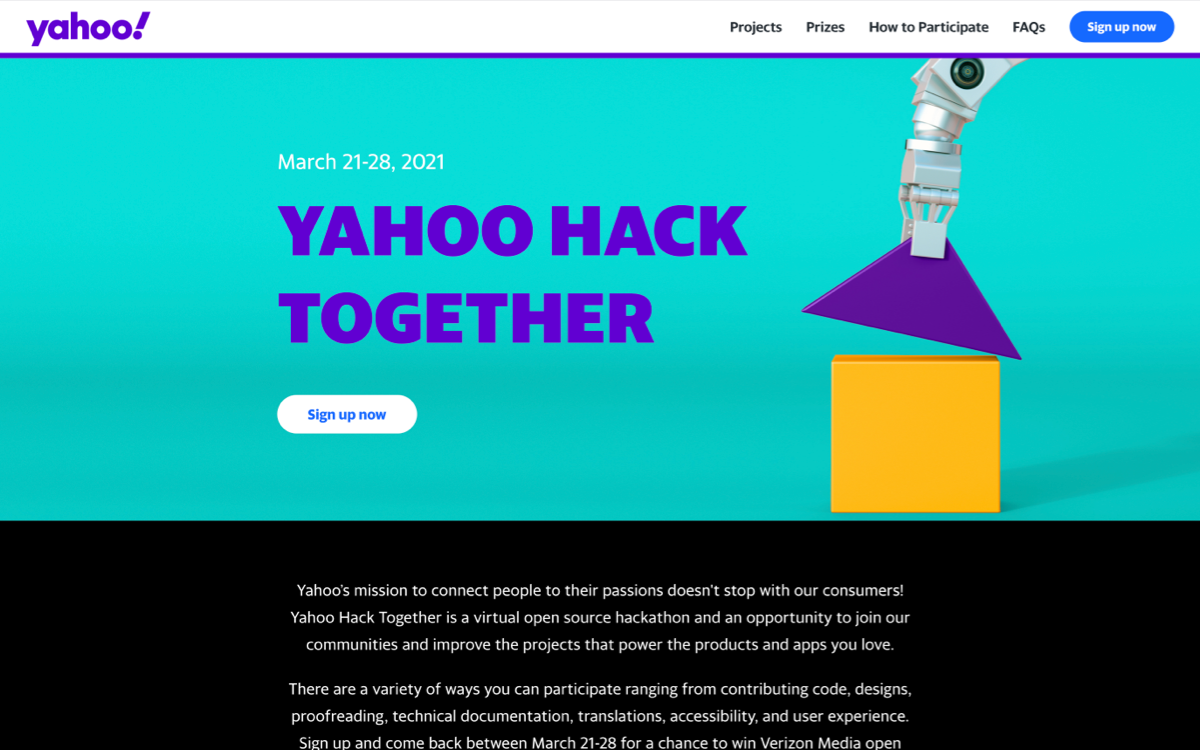 yahoo!
Projects Prizes How to Participate FAQs Sign up now
March 21-28, 2021
YAHOO HACK
TOGETHER
Sign up now
Yahoo's mission to connect people to their passions doesn't stop with our consumers!
Yahoo Hack Together is a virtual open source hackathon and an opportunity to join our
communities and improve the projects that power the products and apps you love.
There are a variety of ways you can participate ranging from contributing code, designs,
proofreading, technical documentation, translations, accessibility, and user experience.
Sign up and come back between March 21-28 for a chance to win Verizon Media open